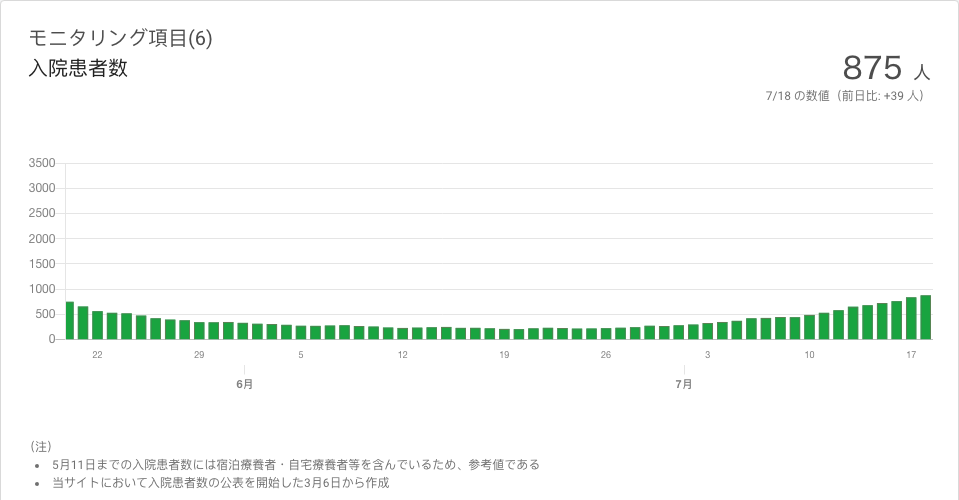 モニタリング項目(6)
入院患者数
875 人
7/18 の数値（前日比: +39 人）
3500
3000
2500
2000
1500
1000
500
0
22 29 5 12 19 26 3 10 17
6月 7月
（注）
• 5月11日までの入院患者数には宿泊療養者・自宅療養者等を含んでいるため、参考値である
• 当サイトにおいて入院患者数の公表を開始した3月6日から作成